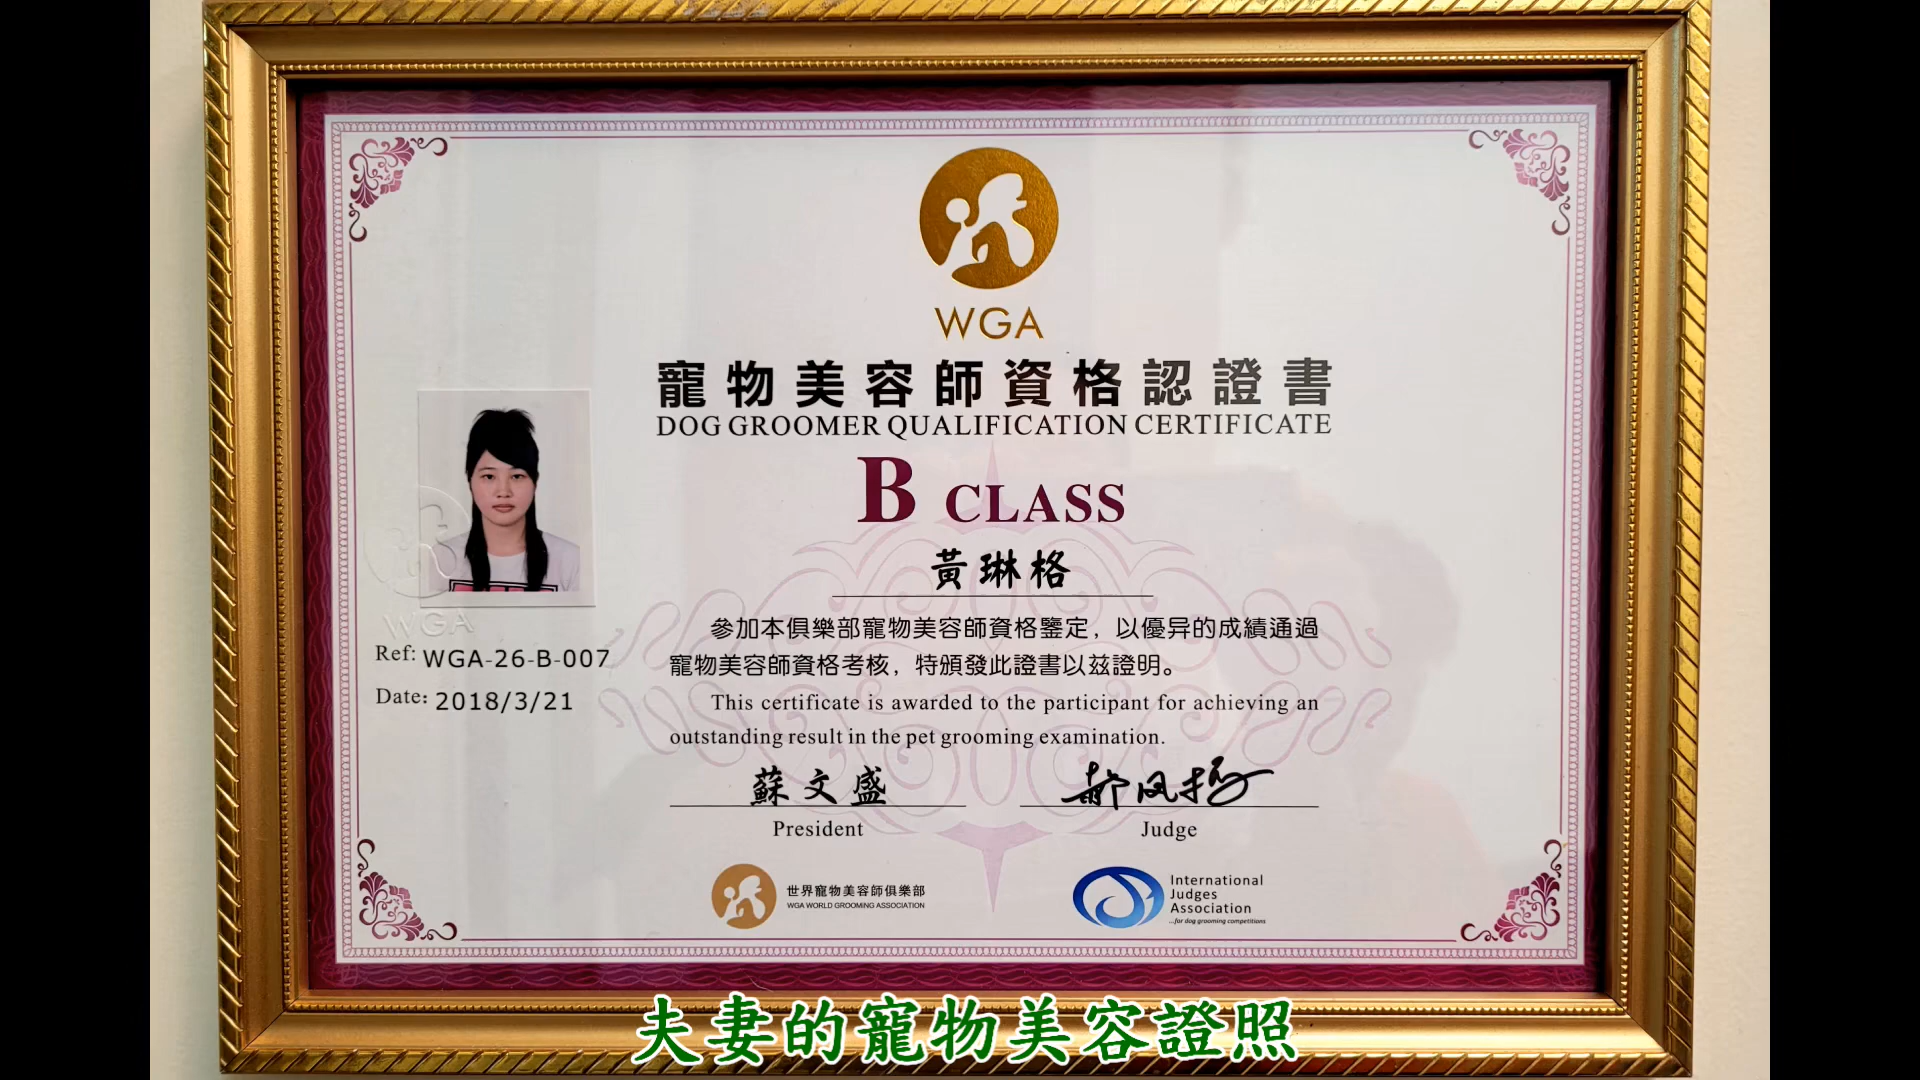 WGA
寵物美容師資格認證書
DOG GROOMER QUALIFICATION CERTIFICATE
B CLASS
黃琳格
WGA
Ref: WGA-26-B-007
Date: 2018/3/21
參加本俱樂部寵物美容師資格鑒定，以優异的成績通過
寵物美容師資格考核，特頒發此證書以茲證明。
This certificate is awarded to the participant for achieving an
outstanding result in the pet grooming examination.
蘇文盛
President
Judge
世界寵物美容師俱樂部
WGA WORLD GROOMING ASSOCIATION
International
Judges
Association
...for dog grooming competitions
夫妻的寵物美容證照